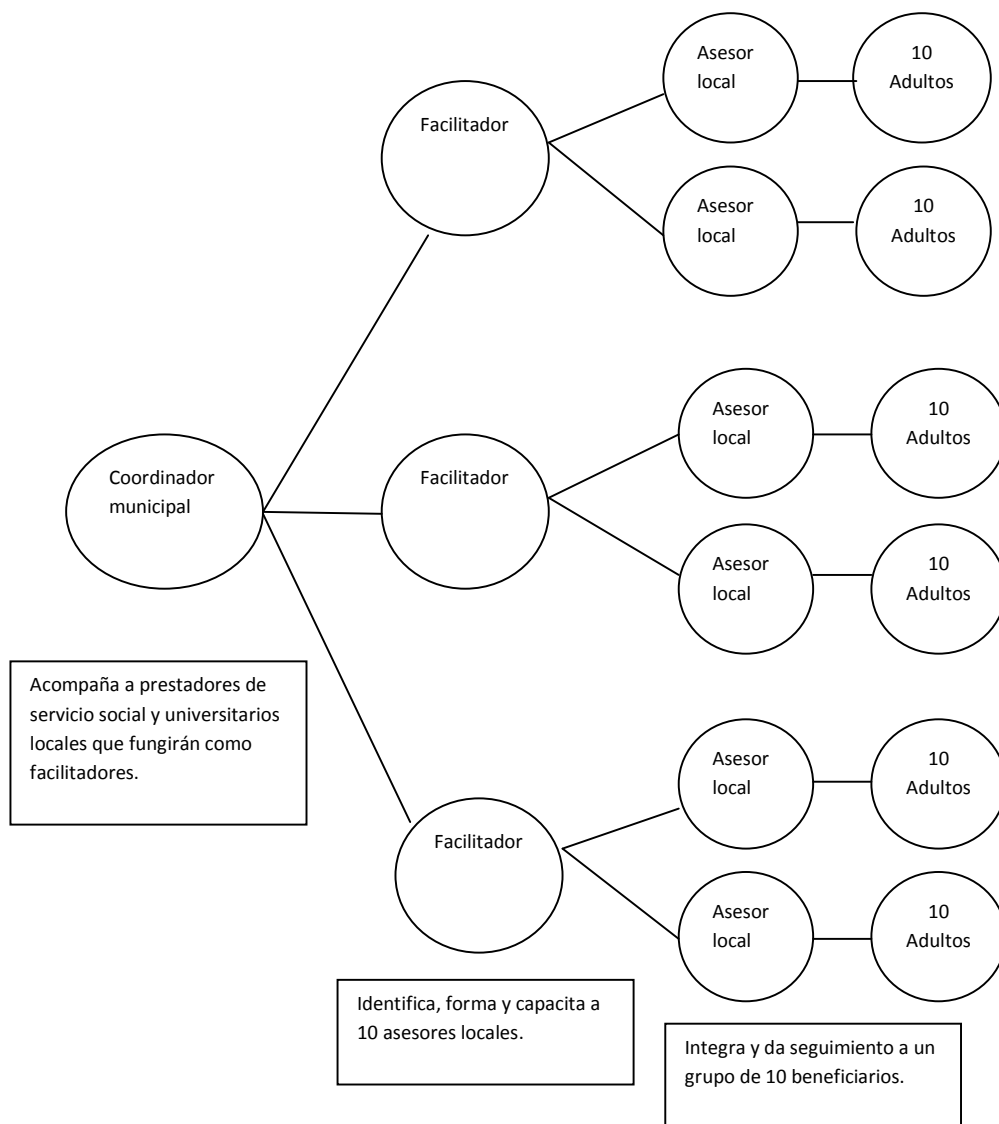 Asesor
local
10
Adultos
Facilitador
Asesor
local
10
Adultos
Asesor
local
10
Adultos
Coordinador
municipal
Facilitador
Asesor
local
10
Adultos
Acompaña a prestadores de
servicio social y universitarios
locales que fungirán como
facilitadores.
Asesor
local
10
Adultos
Facilitador
Asesor
local
10
Adultos
Identifica, forma y capacita a
10 asesores locales.
Integra y da seguimiento a un
grupo de 10 beneficiarios.